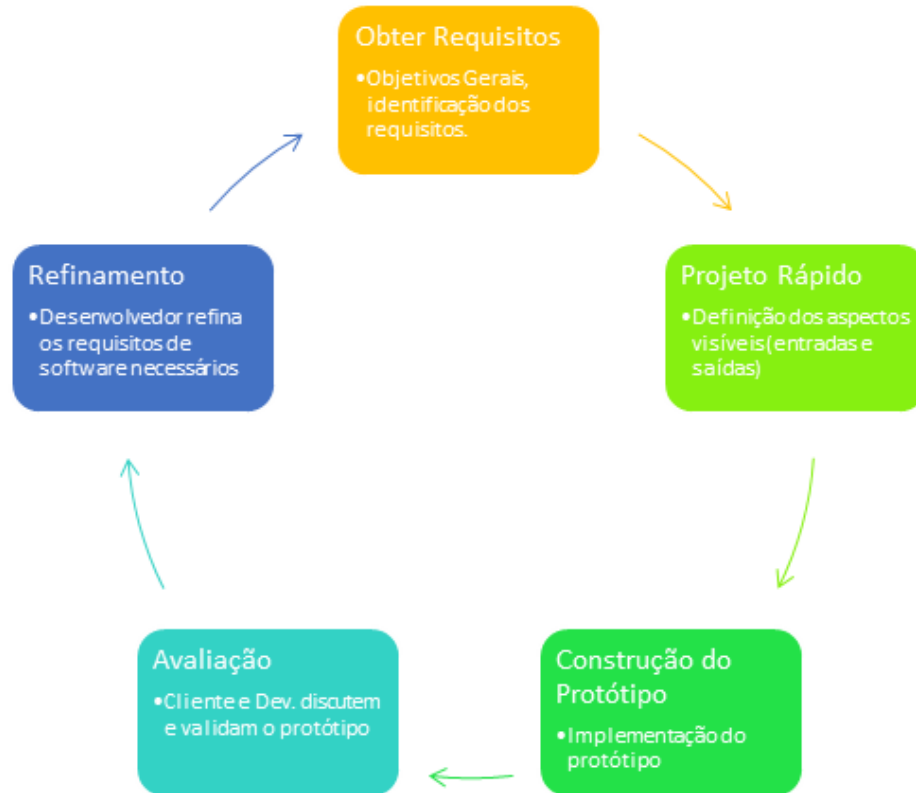 Obter Requisitos
•Objetivos Gerais,
identificação dos
requisitos.
Projeto Rápido
•Definição dos aspectos
visíveis(entradas e
saídas)
Construção do
Protótipo
•Implementação do
protótipo
Avaliação
•Cliente e Dev. discutem
e validam o protótipo
Refinamento
•Desenvolvedor refina
os requisitos de
software necessários